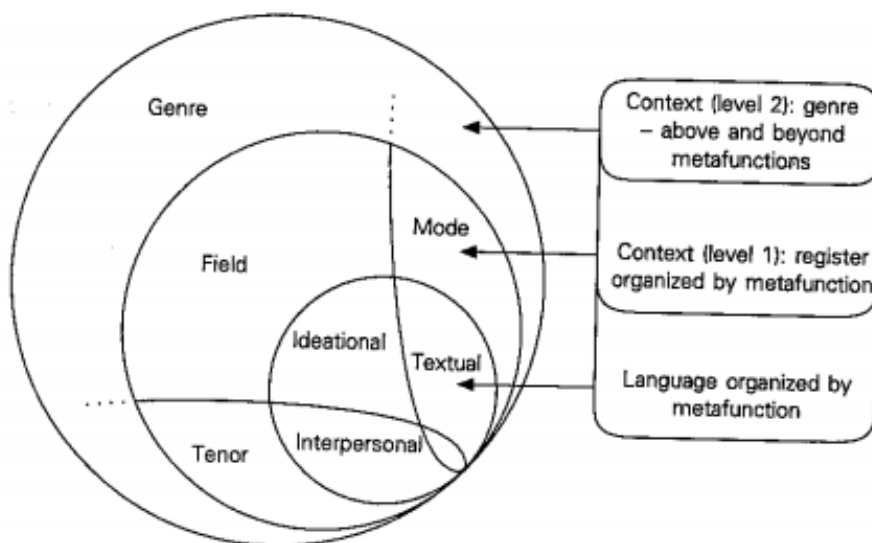 Genre
Context (level 2): genre
– above and beyond
metafunctions
Mode
Field
Context (level 1): register
organized by metafunction
Ideational
Textual
Language organized by
metafunction
Interpersonal
Tenor